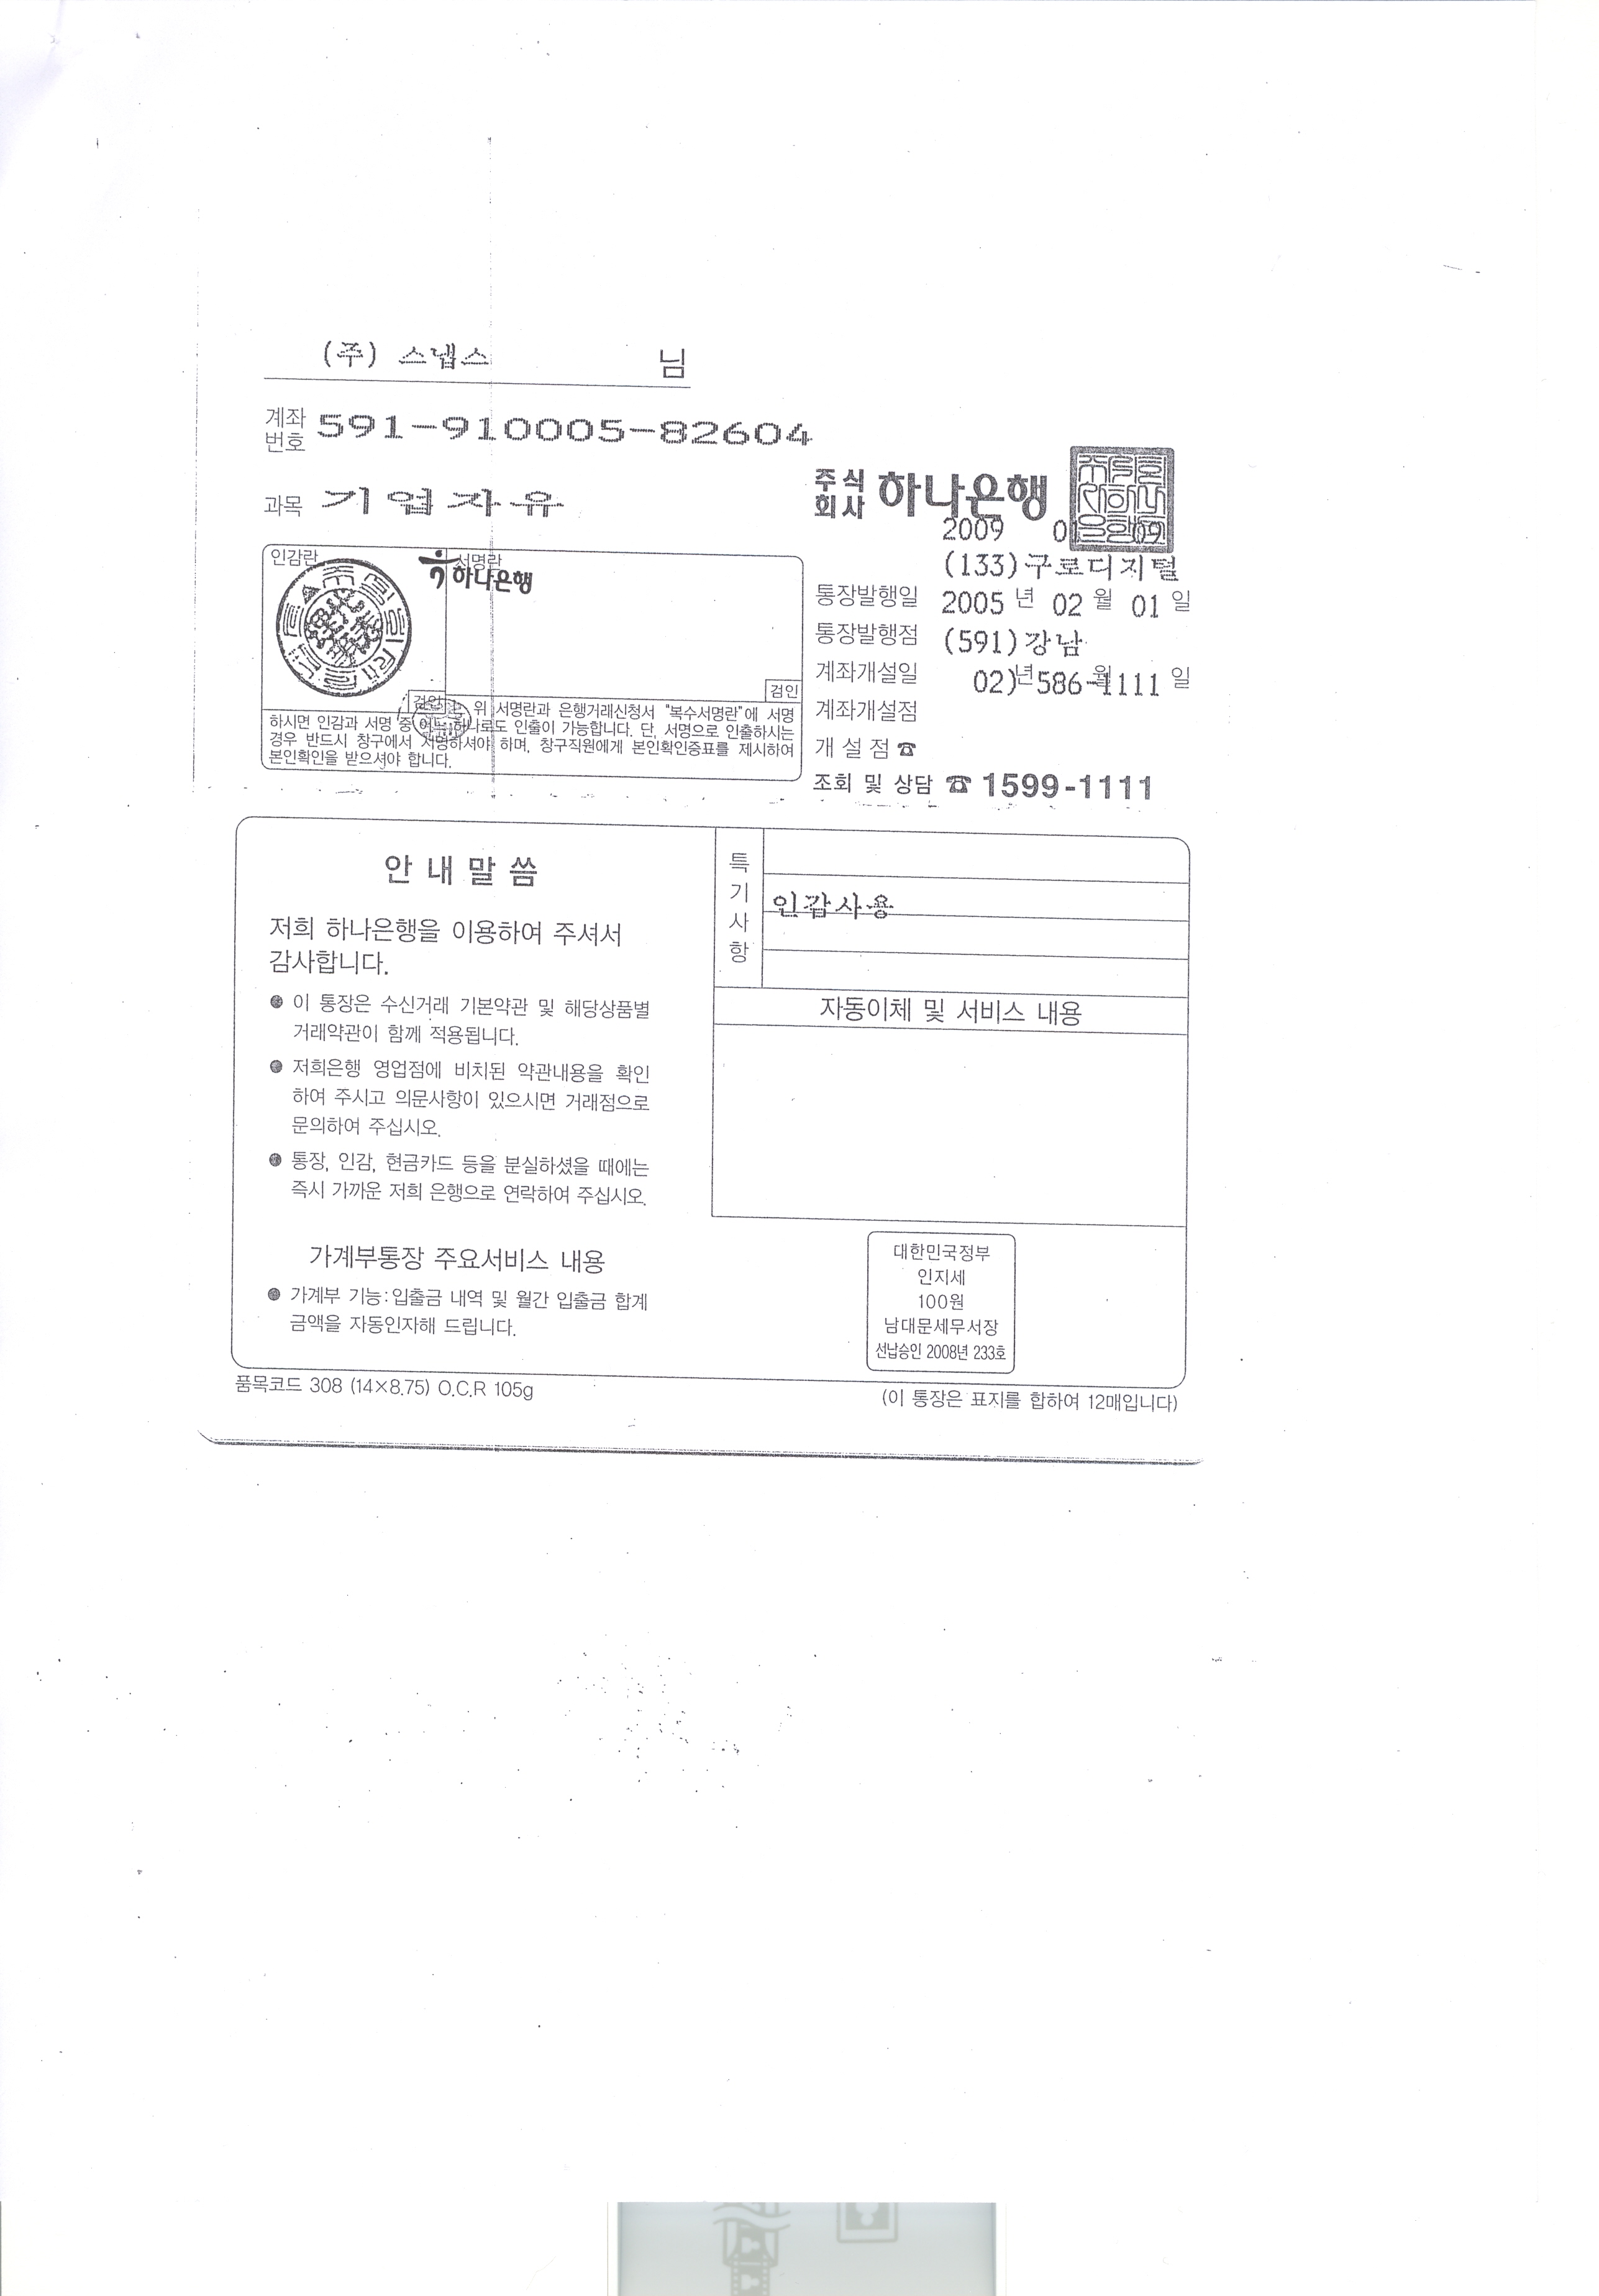 (주) 스냅스 님
계좌번호 591-910005-82604
과목 기업자유
주식회사 하나은행
2009 09
(133)구로디지털
인감란
서명란
하나은행
통장발행일 2005 년 02 월 01 일
통장발행점 (591)강남
계좌개설일 02)년586-월1111 일
계좌개설점
개 설 점 ☎
조회 및 상담 ☎ 1599-1111
검인
검인
위 서명란과 은행거래신청서 "복수서명란"에 서명
하시면 인감과 서명 중 어느 하나로도 인출이 가능합니다. 단, 서명으로 인출하시는
경우 반드시 창구에서 서명하셔야 하며, 창구직원에게 본인확인증표를 제시하여
본인확인을 받으셔야 합니다.
안 내 말 씀
저희 하나은행을 이용하여 주셔서
감사합니다.
● 이 통장은 수신거래 기본약관 및 해당상품별
거래약관이 함께 적용됩니다.
● 저희은행 영업점에 비치된 약관내용을 확인
하여 주시고 의문사항이 있으시면 거래점으로
문의하여 주십시오.
● 통장, 인감, 현금카드 등을 분실하셨을 때에는
즉시 가까운 저희 은행으로 연락하여 주십시오.
가계부통장 주요서비스 내용
● 가계부 기능:입출금 내역 및 월간 입출금 합계
금액을 자동인자해 드립니다.
특기사항
인감사용
자동이체 및 서비스 내용
대한민국정부
인지세
100원
남대문세무서장
선납승인 2008년 233호
품목코드 308 (14×8.75) O.C.R 105g
(이 통장은 표지를 합하여 12매입니다)